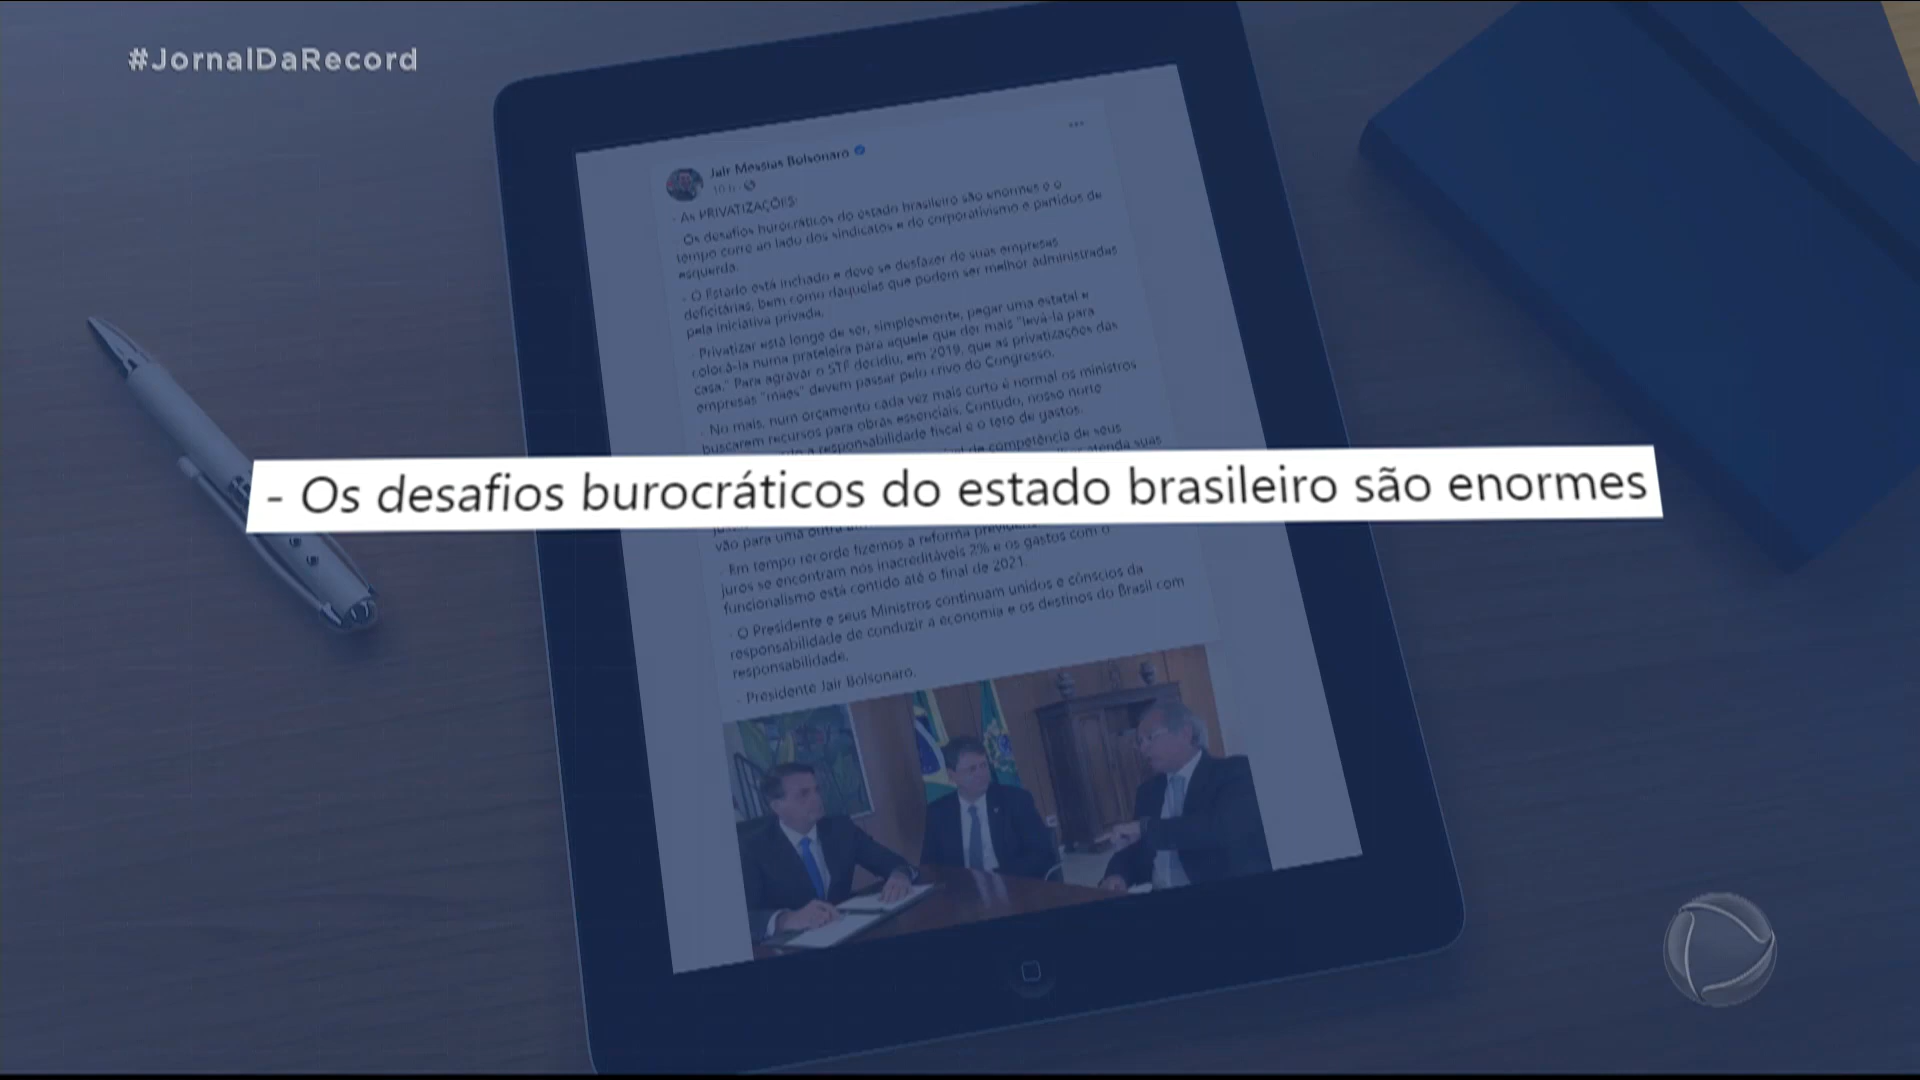 #JornalDaRecord
Jair Messias Bolsonaro
10 h
- As PRIVATIZAÇÕES:
- Os desafios burocráticos do estado brasileiro são enormes e o
tempo corre ao lado dos sindicatos e do corporativismo e partidos de
esquerda.
- O Estado está inchado e deve se desfazer de suas empresas
deficitárias, bem como daquelas que podem ser melhor administradas
pela iniciativa privada.
- Privatizar está longe de ser, simplesmente, pegar uma estatal e
colocá-la numa prateleira para aquele que der mais "levá-la para
casa." Para agravar o STF decidiu, em 2019, que as privatizações das
empresas "mães" devem passar pelo crivo do Congresso.
- No mais, num orçamento cada vez mais curto é normal os ministros
buscarem recursos para obras essenciais. Contudo, nosso norte
a responsabilidade fiscal e o teto de gastos.
competência de seus
atenda suas
- Os desafios burocráticos do estado brasileiro são enormes
vão para uma outra
- Em tempo recorde fizemos a reforma
juros se encontram nos inacreditáveis 2% e os gastos com o
funcionalismo está contido até o final de 2021.
- O Presidente e seus Ministros continuam unidos e cônscios da
responsabilidade de conduzir a economia e os destinos do Brasil com
responsabilidade.
- Presidente Jair Bolsonaro.